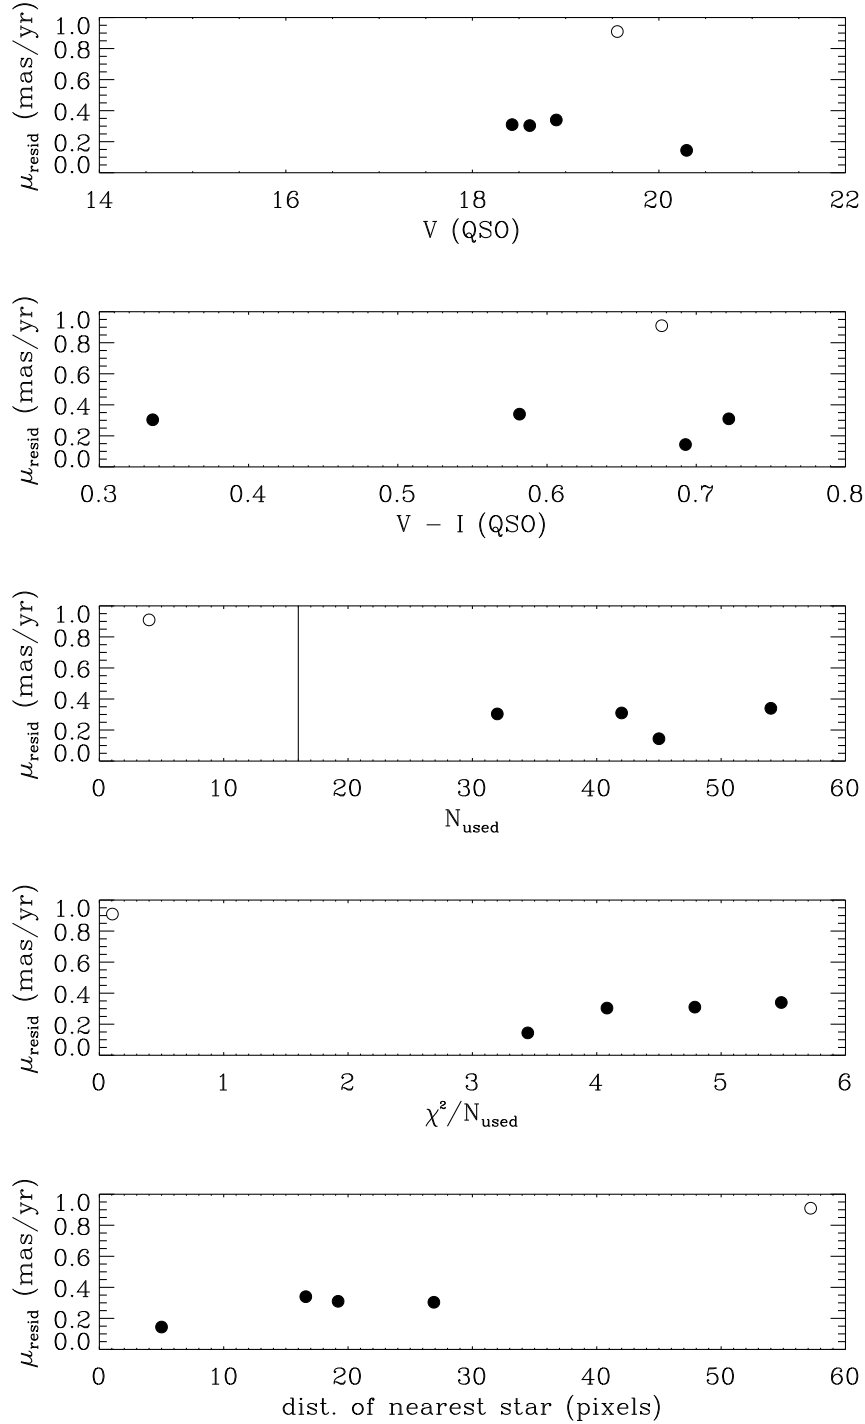 μresid (mas/yr)
1.0
0.8
0.4
0.2
0.0
14 16 18 20 22
V (QSO)
μresid (mas/yr)
1.0
0.8
0.6
0.4
0.2
0.0
0.3 0.4 0.5 0.6 0.7 0.8
V − I (QSO)
μresid (mas/yr)
1.0
0.8
0.6
0.4
0.2
0.0
0 10 20 30 40 50 60
Nused
μresid (mas/yr)
1.0
0.8
0.6
0.4
0.2
0.0
0 1 2 3 4 5 6
χ²/Nused
μresid (mas/yr)
1.0
0.8
0.6
0.4
0.2
0.0
0 10 20 30 40 50 60
dist. of nearest star (pixels)